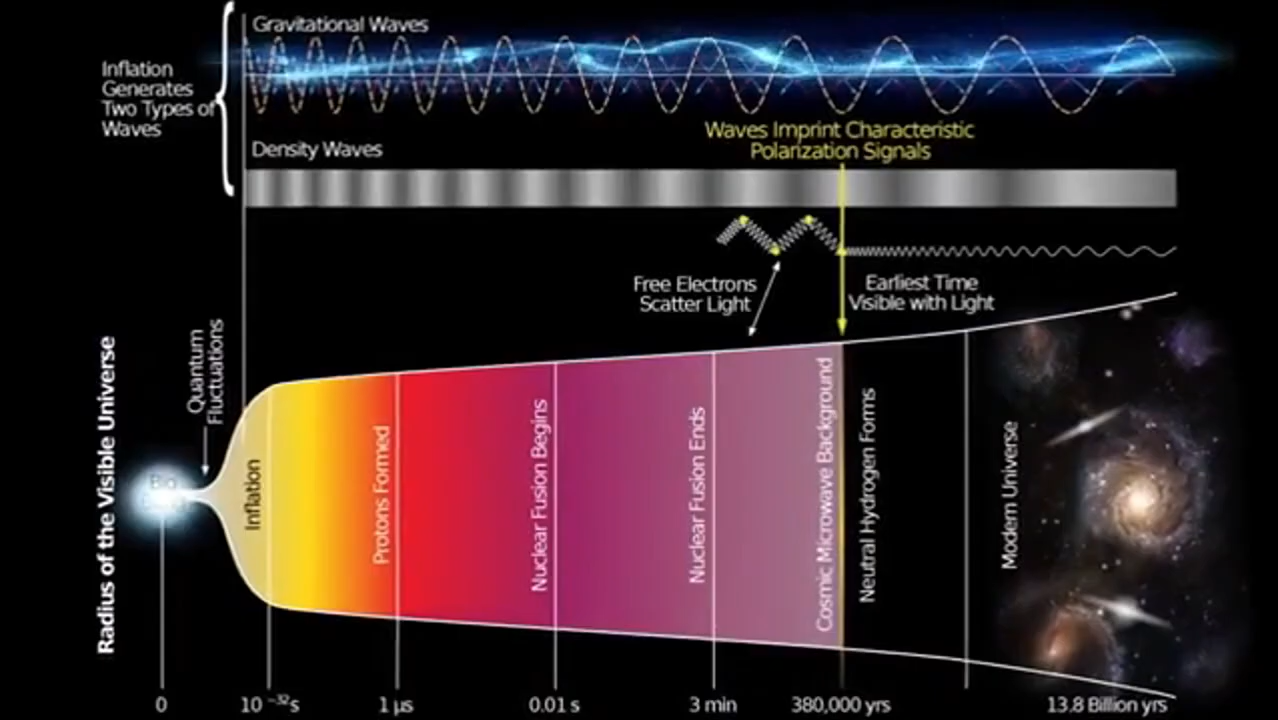 Gravitational Waves
Inflation
Generates
Two Types of
Waves
Waves Imprint Characteristic
Polarization Signals
Density Waves
Free Electrons
Scatter Light
Earliest Time
Visible with Light
Radius of the Visible Universe
Quantum
Fluctuations
Inflation
Protons Formed
Nuclear Fusion Begins
Nuclear Fusion Ends
Cosmic Microwave Background
Neutral Hydrogen Forms
Modern Universe
0
10⁻³²s
1 µs
0.01 s
3 min
380,000 yrs
13.8 Billion yrs